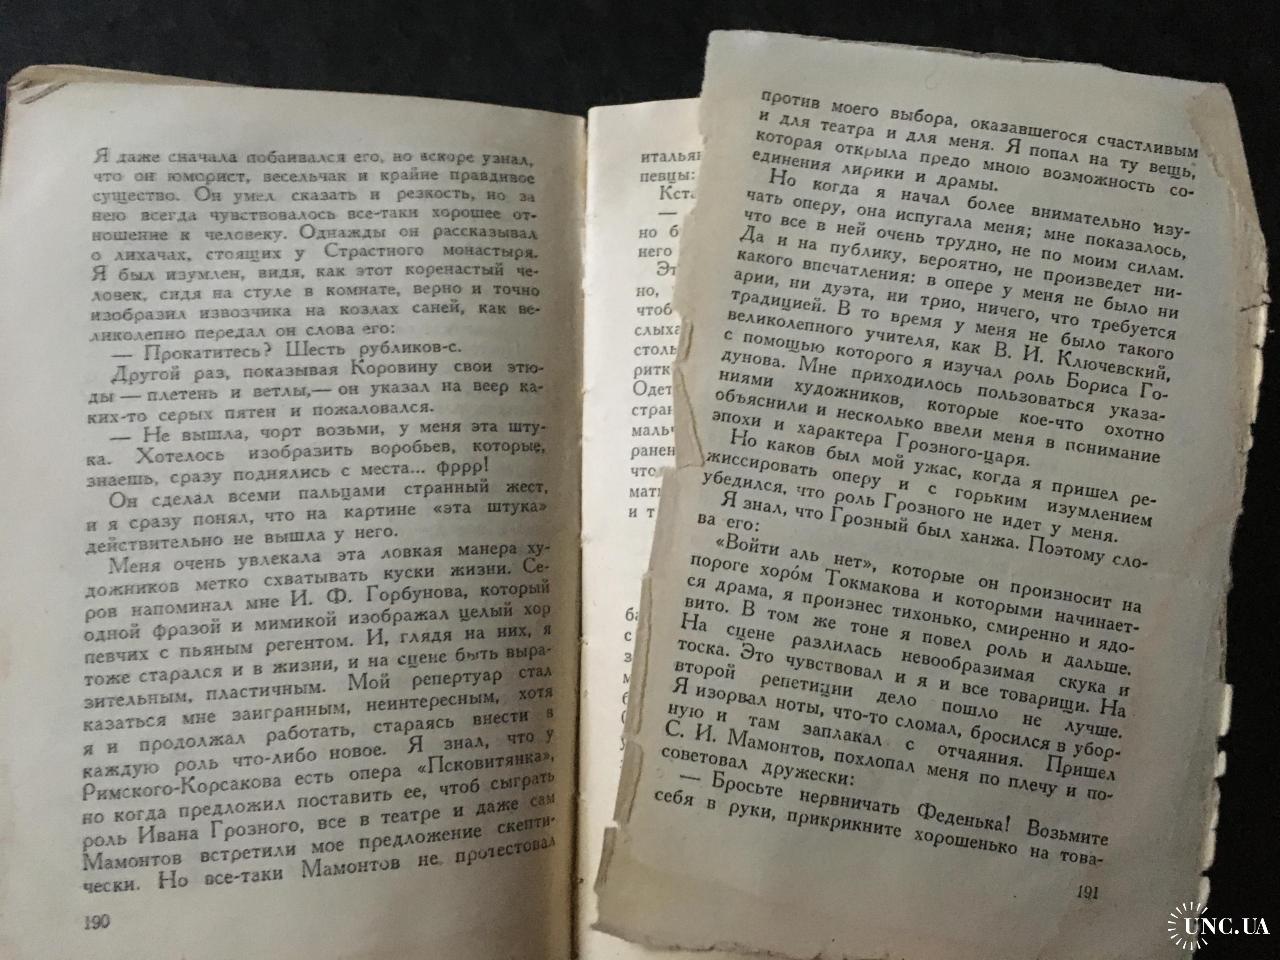 Я даже сначала побаивался его, но вскоре узнал,
что он юморист, весельчак и крайне правдивое
существо. Он умел сказать и резкость, но за
нею всегда чувствовалось все-таки хорошее от-
ношение к человеку. Однажды он рассказывал
о лихачах, стоящих у Страстного монастыря.
Я был изумлен, видя, как этот коренастый че-
ловек, сидя на стуле в комнате, верно и точно
изобразил извозчика на козлах саней, как ве-
ликолепно передал он слова его:
— Прокатитесь? Шесть рубликов-с.
Другой раз, показывая Коровину свои этю-
ды — плетень и ветлы,— он указал на веер ка-
ких-то серых пятен и пожаловался.
— Не вышла, чорт возьми, у меня эта шту-
ка. Хотелось изобразить воробьев, которые,
знаешь, сразу поднялись с места... фррр!
Он сделал всеми пальцами странный жест,
и я сразу понял, что на картине «эта штука»
действительно не вышла у него.
Меня очень увлекала эта ловкая манера ху-
дожников метко схватывать куски жизни. Се-
ров напоминал мне И. Ф. Горбунова, который
одной фразой и мимикой изображал целый хор
певчих с пьяным регентом. И, глядя на них, я
тоже старался и в жизни, и на сцене быть выра-
зительным, пластичным. Мой репертуар стал
казаться мне заигранным, неинтересным, хотя
я и продолжал работать, стараясь внести в
каждую роль что-либо новое. Я знал, что у
Римского-Корсакова есть опера «Псковитянка»,
но когда предложил поставить ее, чтоб сыграть
роль Ивана Грозного, все в театре и даже сам
Мамонтов встретили мое предложение скепти-
чески. Но все-таки Мамонтов не протестовал
190
итальян
певцы:
Кста
—
но б
него
Эт
но,
чтоб
слыха
столь
ритк
Одет
стран
мальч
ранен
что
мат
и т
против моего выбора, оказавшегося счастливым
и для театра и для меня. Я попал на ту вещь,
которая открыла предо мною возможность со-
единения лирики и драмы.
Но когда я начал более внимательно изу-
чать оперу, она испугала меня; мне показалось,
что все в ней очень трудно, не по моим силам.
Да и на публику, вероятно, не произведет ни-
какого впечатления: в опере у меня не было ни
арии, ни дуэта, ни трио, ничего, что требуется
традицией. В то время у меня не было такого
великолепного учителя, как В. И. Ключевский,
с помощью которого я изучал роль Бориса Го-
дунова. Мне приходилось пользоваться указа-
ниями художников, которые кое-что охотно
объяснили и несколько ввели меня в понимание
эпохи и характера Грозного-царя.
Но каков был мой ужас, когда я пришел ре-
жиссировать оперу и с горьким изумлением
убедился, что роль Грозного не идет у меня.
Я знал, что Грозный был ханжа. Поэтому сло-
ва его:
«Войти аль нет», которые он произносит на
пороге хоро́м Токмакова и которыми начинает-
ся драма, я произнес тихонько, смиренно и ядо-
вито. В том же тоне я повел роль и дальше.
На сцене разлилась невообразимая скука и
тоска. Это чувствовал и я и все товарищи. На
второй репетиции дело пошло не лучше.
Я изорвал ноты, что-то сломал, бросился в убор-
ную и там заплакал с отчаяния. Пришел
С. И. Мамонтов, похлопал меня по плечу и по-
советовал дружески:
— Бросьте нервничать Феденька! Возьмите
себя в руки, прикрикните хорошенько на това-
191
UNC.UA